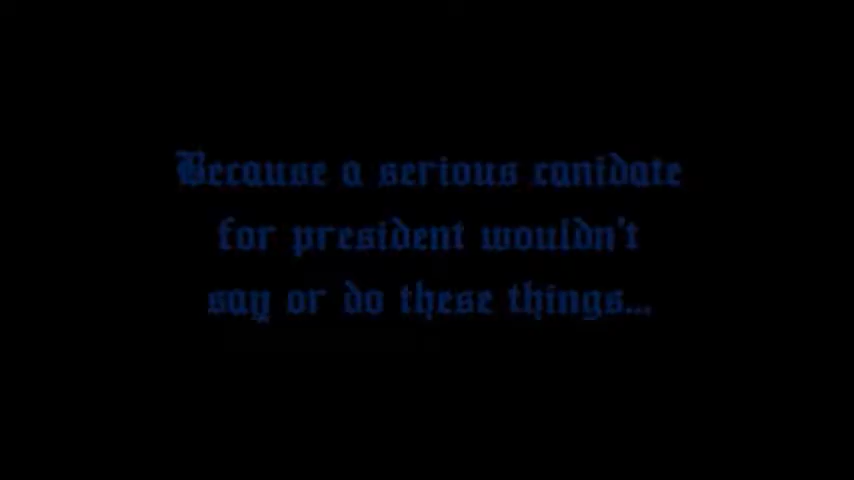 Because a serious canidate
for president wouldn't
say or do these things...